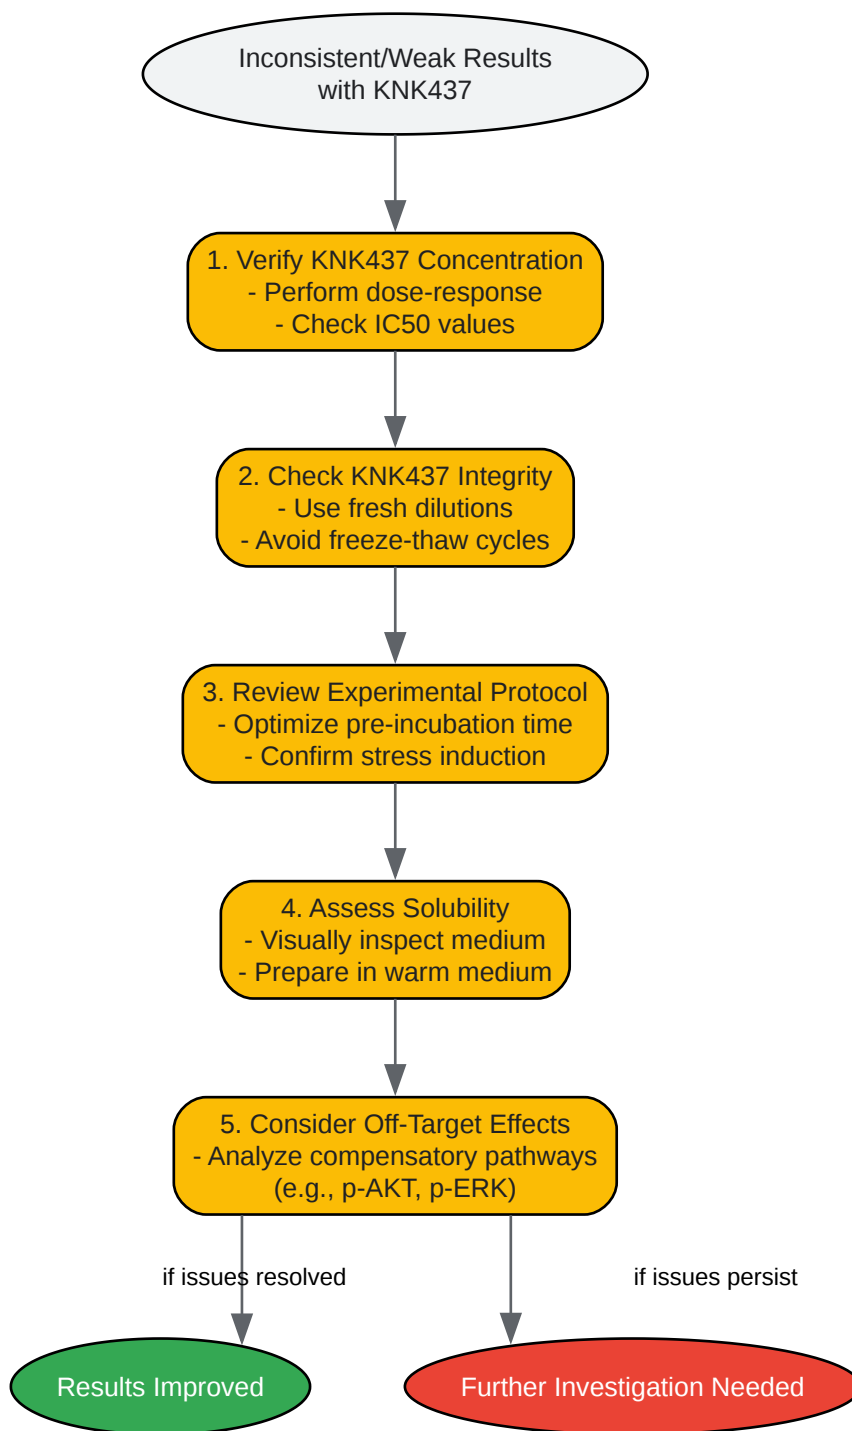 Inconsistent/Weak Results
with KNK437
1. Verify KNK437 Concentration
- Perform dose-response
- Check IC50 values
2. Check KNK437 Integrity
- Use fresh dilutions
- Avoid freeze-thaw cycles
3. Review Experimental Protocol
- Optimize pre-incubation time
- Confirm stress induction
4. Assess Solubility
- Visually inspect medium
- Prepare in warm medium
5. Consider Off-Target Effects
- Analyze compensatory pathways
(e.g., p-AKT, p-ERK)
if issues resolved
if issues persist
Results Improved
Further Investigation Needed